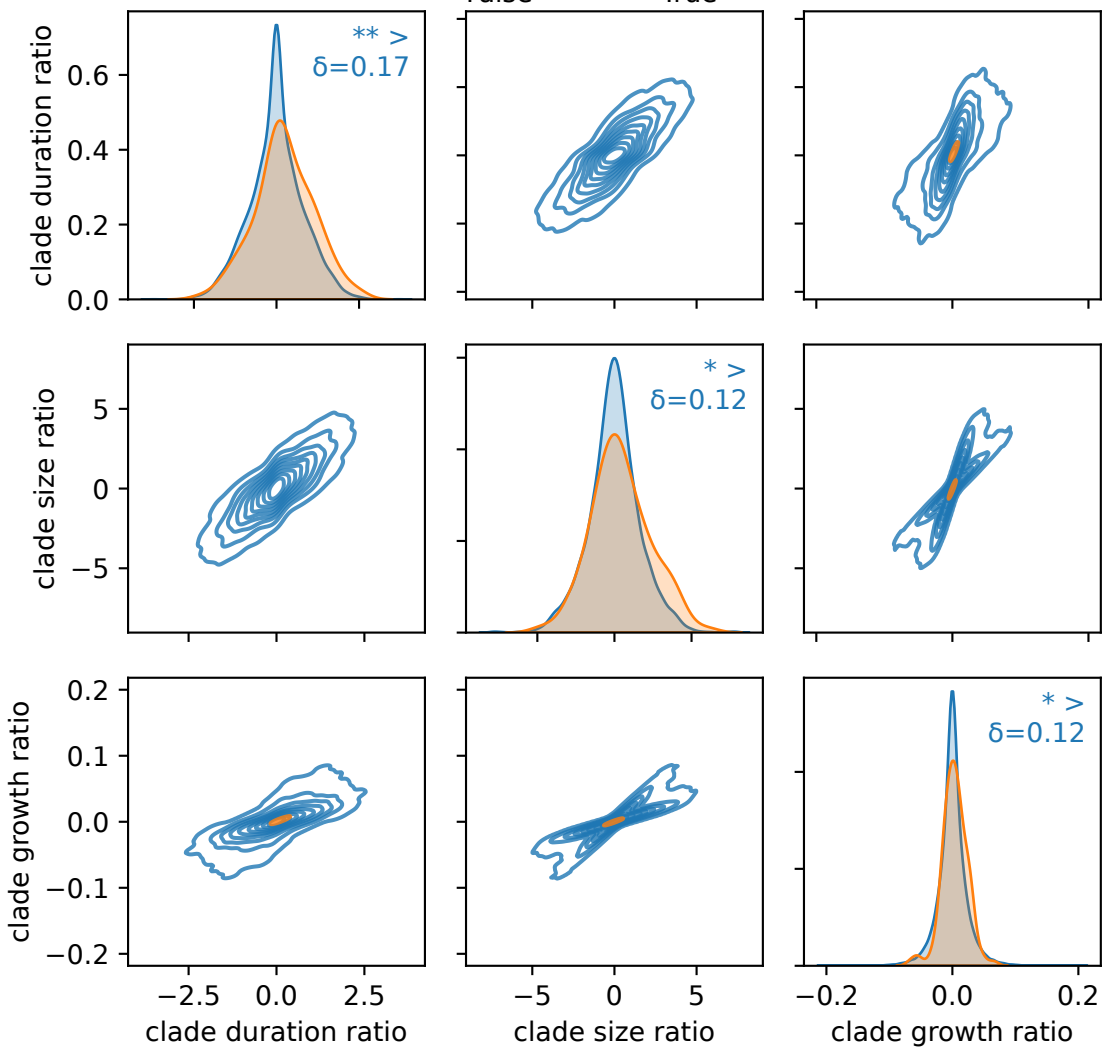 clade duration ratio
0.6
0.4
0.2
0.0
** >
δ=0.17
clade size ratio
5
0
−5
* >
δ=0.12
clade growth ratio
0.2
0.1
0.0
−0.1
−0.2
* >
δ=0.12
−2.5 0.0 2.5
clade duration ratio
−5 0 5
clade size ratio
−0.2 0.0 0.2
clade growth ratio